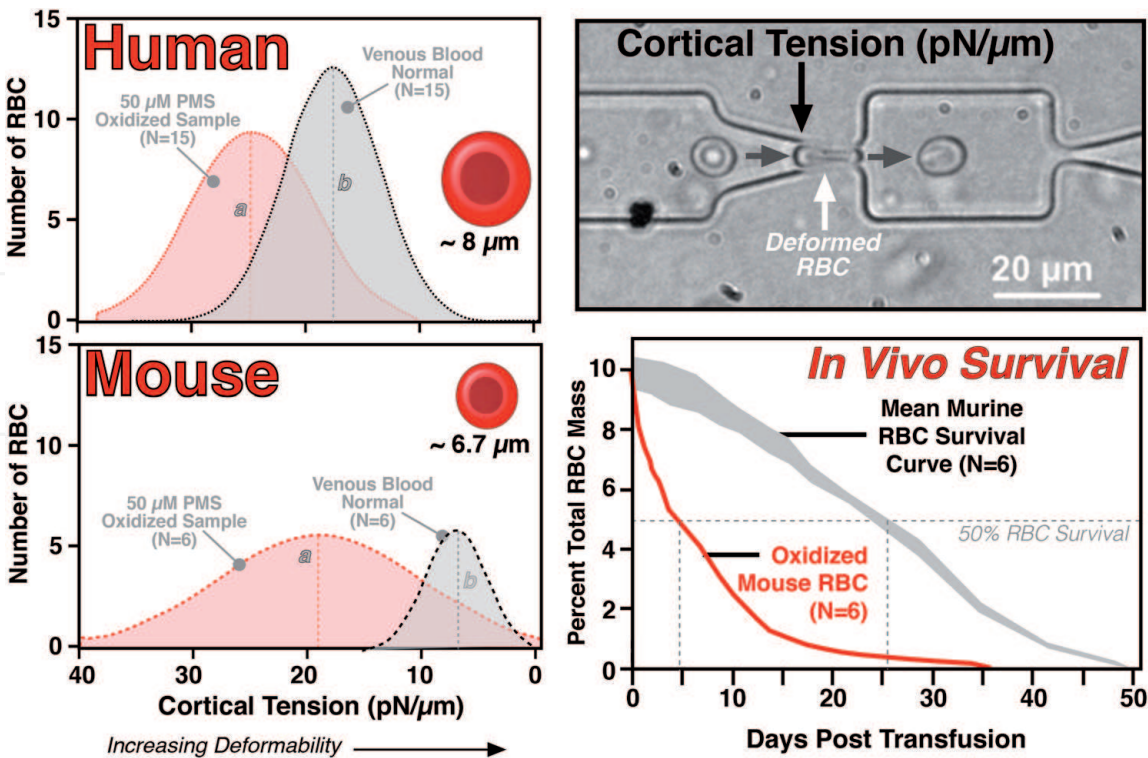 Human
15
10
5
0
Number of RBC
50 µM PMS
Oxidized Sample
(N=15)
Venous Blood
Normal
(N=15)
a
b
~ 8 µm
30
20
10
0
Mouse
15
10
5
0
Number of RBC
50 µM PMS
Oxidized Sample
(N=6)
Venous Blood
Normal
(N=6)
a
b
~ 6.7 µm
40
30
20
10
0
Cortical Tension (pN/µm)
Increasing Deformability
Cortical Tension (pN/µm)
Deformed
RBC
20 µm
In Vivo Survival
10
8
6
4
2
0
Percent Total RBC Mass
Mean Murine
RBC Survival
Curve (N=6)
50% RBC Survival
Oxidized
Mouse RBC
(N=6)
0
10
20
30
40
50
Days Post Transfusion